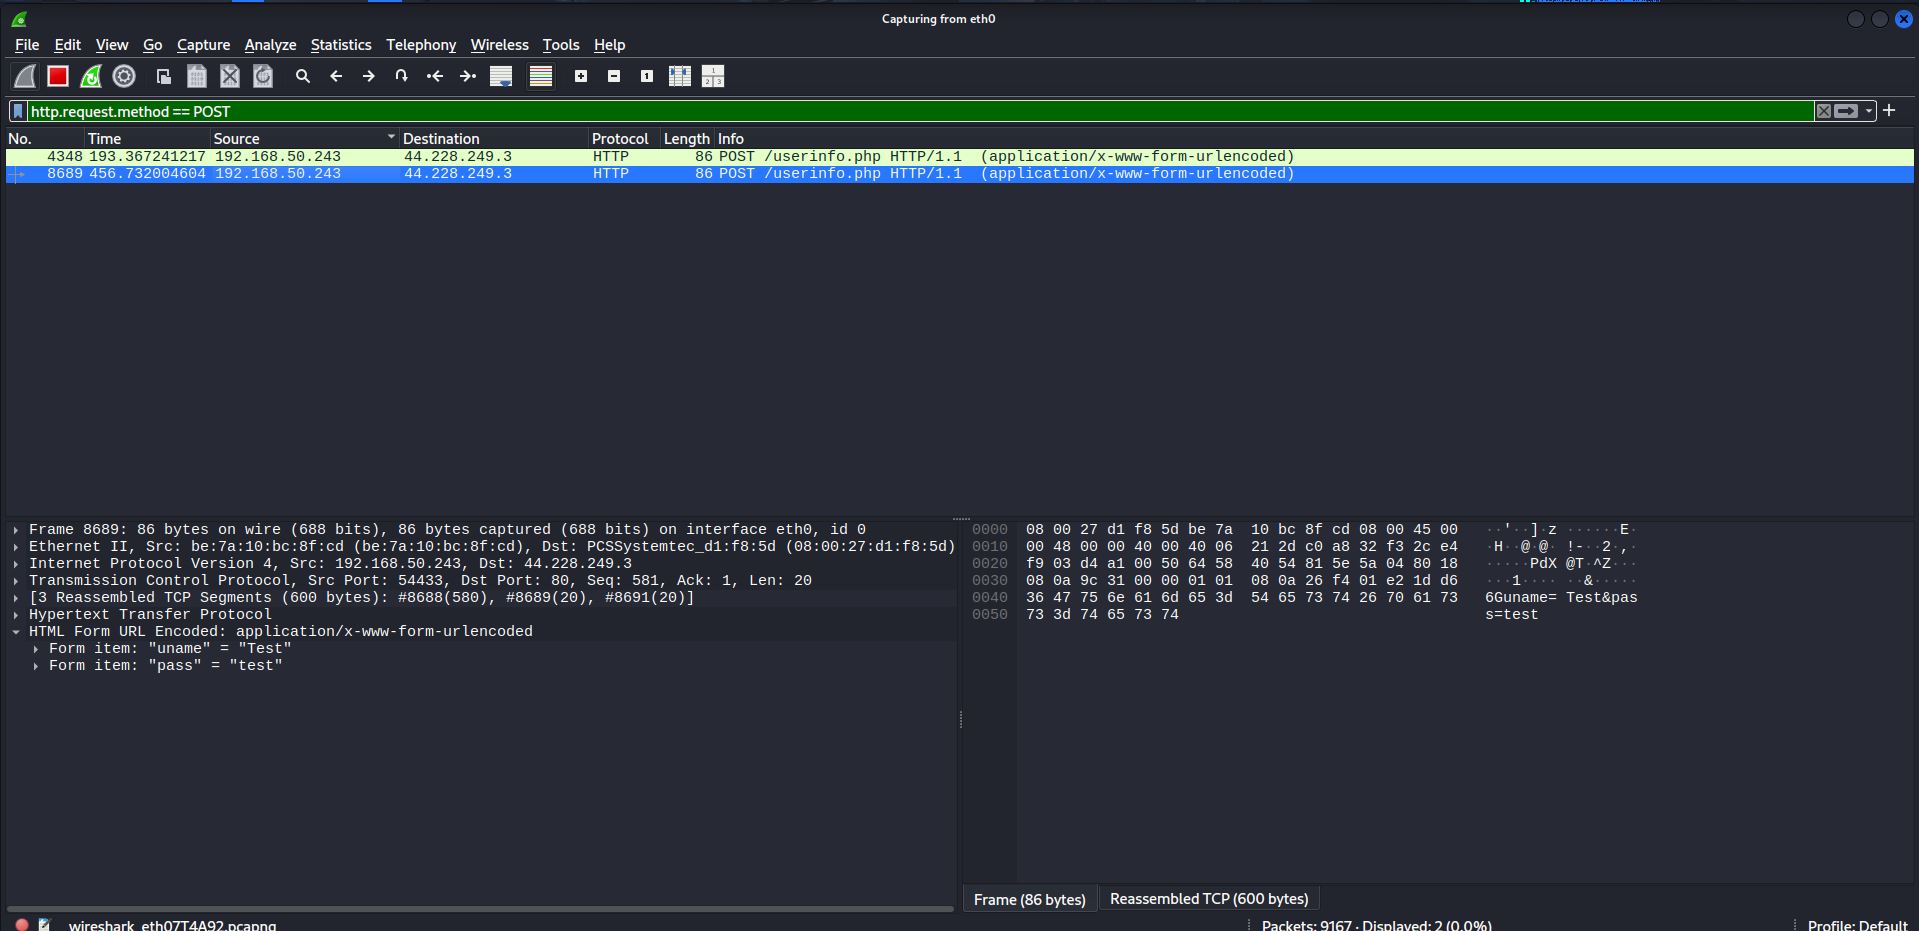 Capturing from eth0
File Edit View Go Capture Analyze Statistics Telephony Wireless Tools Help
http.request.method == POST
No. Time Source Destination Protocol Length Info
4348 193.367241217 192.168.50.243 44.228.249.3 HTTP 86 POST /userinfo.php HTTP/1.1 (application/x-www-form-urlencoded)
8689 456.732004604 192.168.50.243 44.228.249.3 HTTP 86 POST /userinfo.php HTTP/1.1 (application/x-www-form-urlencoded)
Frame 8689: 86 bytes on wire (688 bits), 86 bytes captured (688 bits) on interface eth0, id 0
Ethernet II, Src: be:7a:10:bc:8f:cd (be:7a:10:bc:8f:cd), Dst: PCSSystemtec_d1:f8:5d (08:00:27:d1:f8:5d)
Internet Protocol Version 4, Src: 192.168.50.243, Dst: 44.228.249.3
Transmission Control Protocol, Src Port: 54433, Dst Port: 80, Seq: 581, Ack: 1, Len: 20
[3 Reassembled TCP Segments (600 bytes): #8688(580), #8689(20), #8691(20)]
Hypertext Transfer Protocol
HTML Form URL Encoded: application/x-www-form-urlencoded
Form item: "uname" = "Test"
Form item: "pass" = "test"
0000 08 00 27 d1 f8 5d be 7a 10 bc 8f cd 08 00 45 00 ··'··]·z ······E·
0010 00 48 00 00 40 00 40 06 21 2d c0 a8 32 f3 2c e4 ·H··@·@· !-··2·,·
0020 f9 03 d4 a1 00 50 64 58 40 54 81 5e 5a 04 80 18 ·····PdX @T·^Z···
0030 08 0a 9c 31 00 00 01 01 08 0a 26 f4 01 e2 1d d6 ···1···· ··&·····
0040 36 47 75 6e 61 6d 65 3d 54 65 73 74 26 70 61 73 6Guname= Test&pas
0050 73 3d 74 65 73 74 s=test
Frame (86 bytes) Reassembled TCP (600 bytes)
wireshark_eth07T4A92.pcapng Packets: 9167 · Displayed: 2 (0.0%) Profile: Default